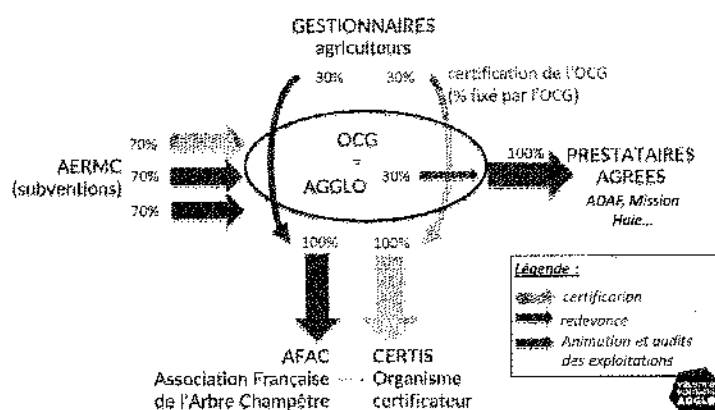 GESTIONNAIRES
agriculteurs
30% 30%
certification de l'OCG
(% fixé par l'OCG)
70%
AERMC
(subventions)
70%
70%
OCG
=
AGGLO
30%
100%
PRESTATAIRES
AGREES
ADAF, Mission
Haie...
100% 100%
AFAC
Association Française
de l'Arbre Champêtre
CERTIS
Organisme
certificateur
Légende :
certification
redevance
Animation et audits
des exploitations
AGGLO